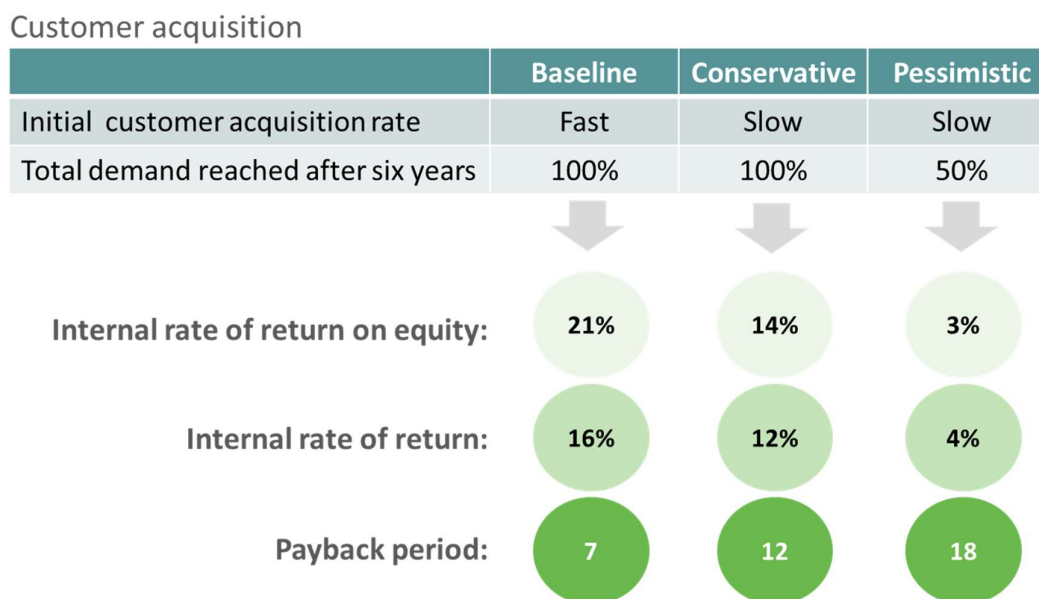 Customer acquisition
Baseline Conservative Pessimistic
Initial customer acquisition rate Fast Slow Slow
Total demand reached after six years 100% 100% 50%
Internal rate of return on equity: 21% 14% 3%
Internal rate of return: 16% 12% 4%
Payback period: 7 12 18